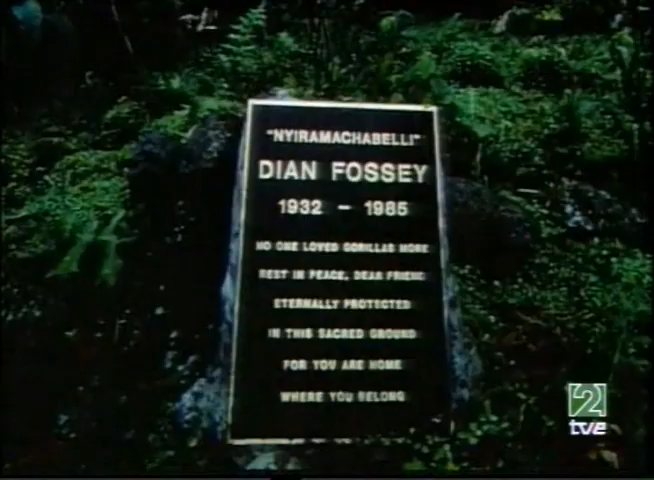 "NYIRAMACHABELLI"
DIAN FOSSEY
1932 – 1985
NO ONE LOVED GORILLAS MORE
REST IN PEACE, DEAR FRIEND
ETERNALLY PROTECTED
IN THIS SACRED GROUND
FOR YOU ARE HOME
WHERE YOU BELONG
2
tve